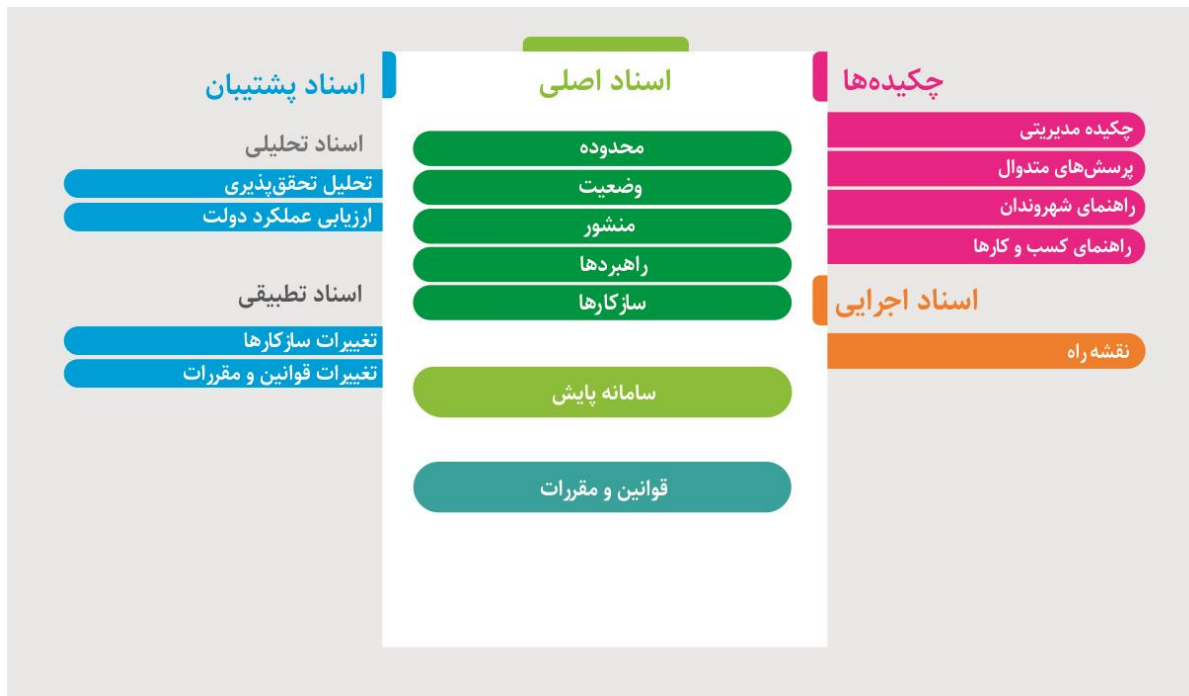 چکیده‌ها
چکیده مدیریتی
پرسش‌های متدوال
راهنمای شهروندان
راهنمای کسب و کارها
اسناد اجرایی
نقشه راه
اسناد اصلی
محدوده
وضعیت
منشور
راهبردها
سازکارها
سامانه پایش
قوانین و مقررات
اسناد پشتیبان
اسناد تحلیلی
تحلیل تحقق‌پذیری
ارزیابی عملکرد دولت
اسناد تطبیقی
تغییرات سازکارها
تغییرات قوانین و مقررات